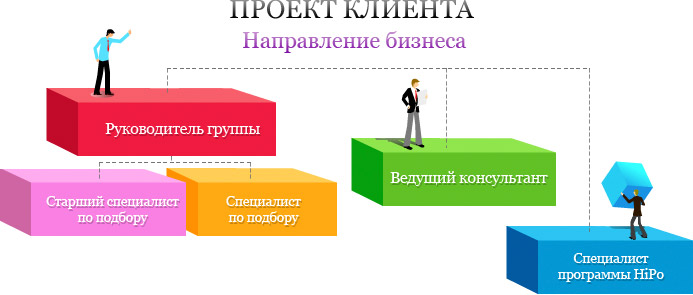 ПРОЕКТ КЛИЕНТА
Направление бизнеса
Руководитель группы
Старший специалист
по подбору
Специалист
по подбору
Ведущий консультант
Специалист
программы HiPo